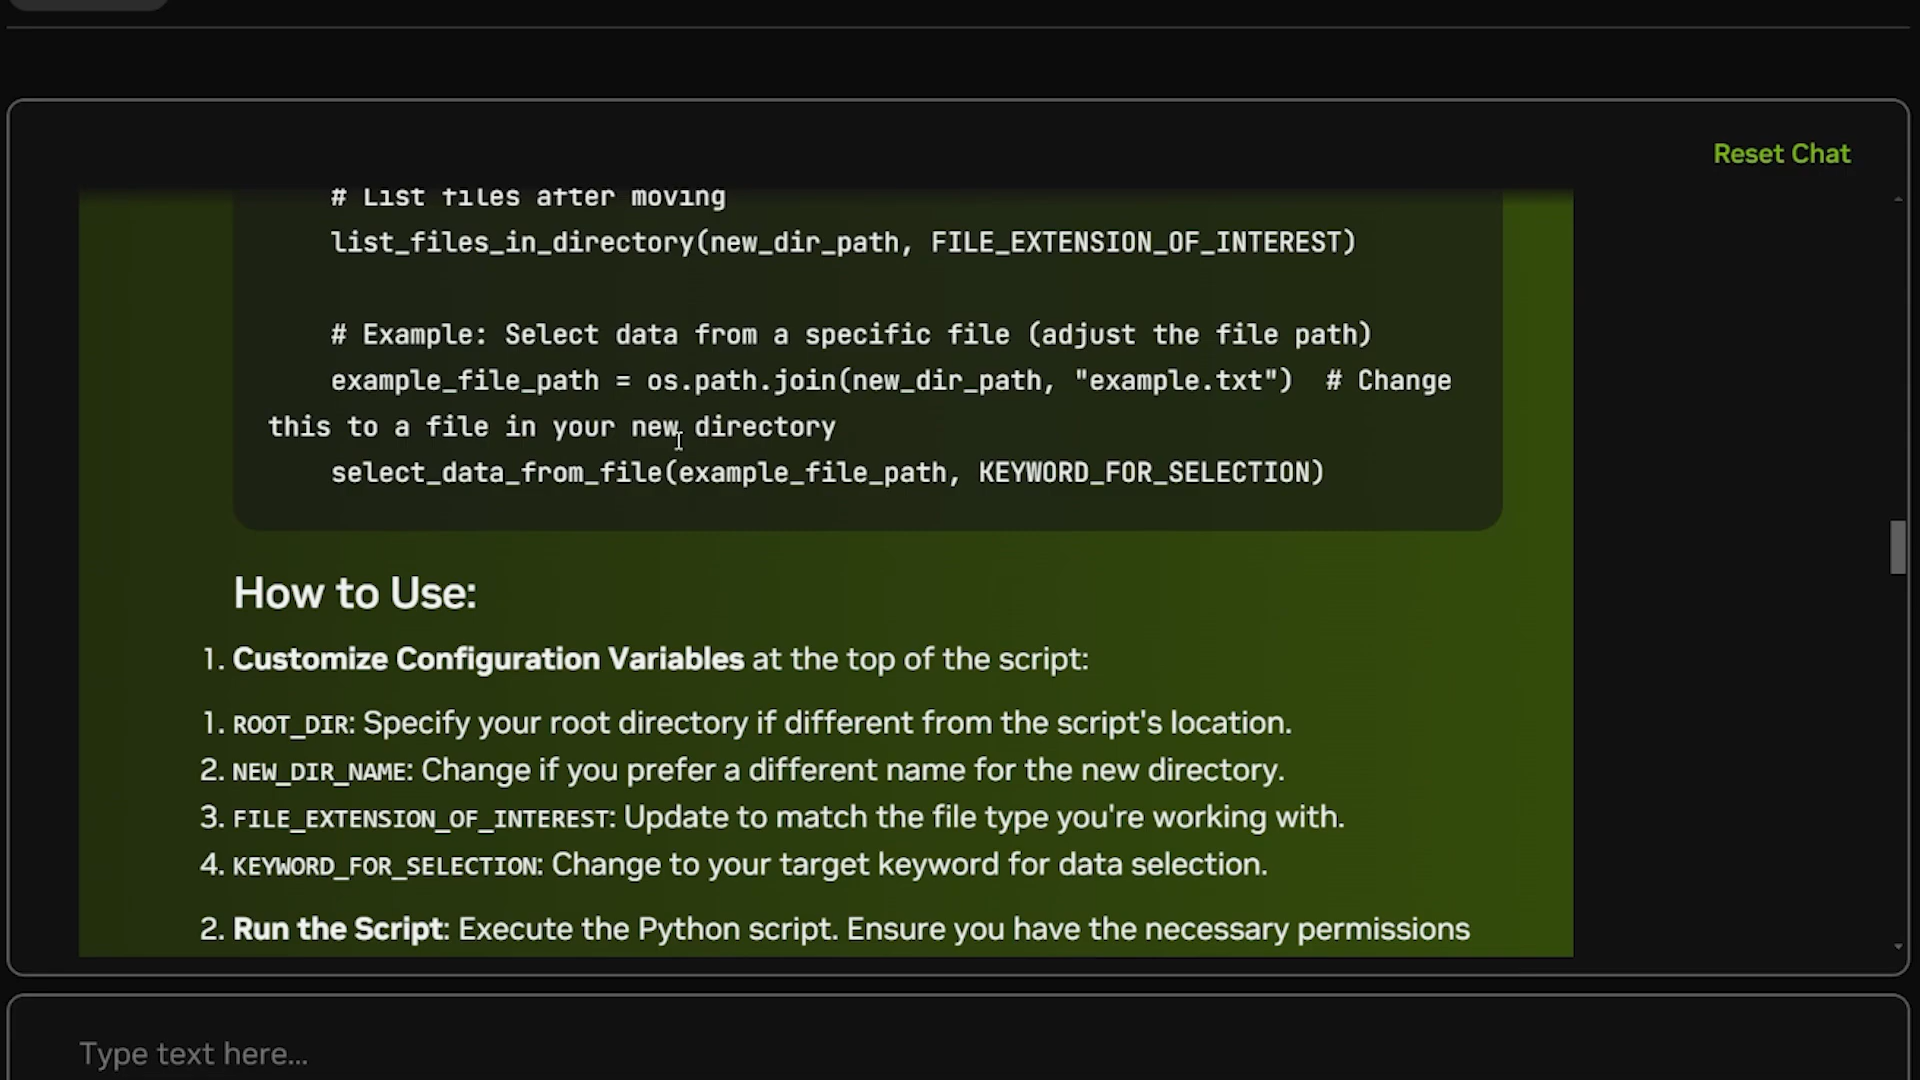 Reset Chat
# List files after moving
list_files_in_directory(new_dir_path, FILE_EXTENSION_OF_INTEREST)
# Example: Select data from a specific file (adjust the file path)
example_file_path = os.path.join(new_dir_path, "example.txt")  # Change
this to a file in your new directory
select_data_from_file(example_file_path, KEYWORD_FOR_SELECTION)
How to Use:
1. Customize Configuration Variables at the top of the script:
1. ROOT_DIR: Specify your root directory if different from the script's location.
2. NEW_DIR_NAME: Change if you prefer a different name for the new directory.
3. FILE_EXTENSION_OF_INTEREST: Update to match the file type you're working with.
4. KEYWORD_FOR_SELECTION: Change to your target keyword for data selection.
2. Run the Script: Execute the Python script. Ensure you have the necessary permissions
Type text here...